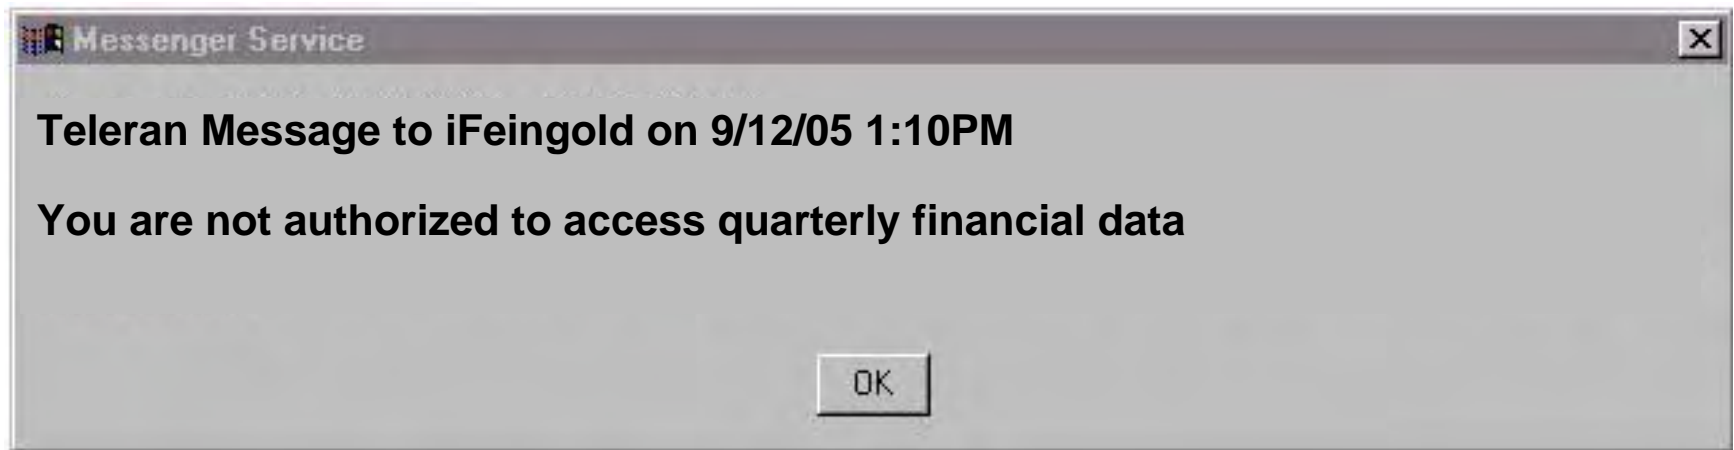 Messenger Service
Teleran Message to iFeingold on 9/12/05 1:10PM
You are not authorized to access quarterly financial data
OK